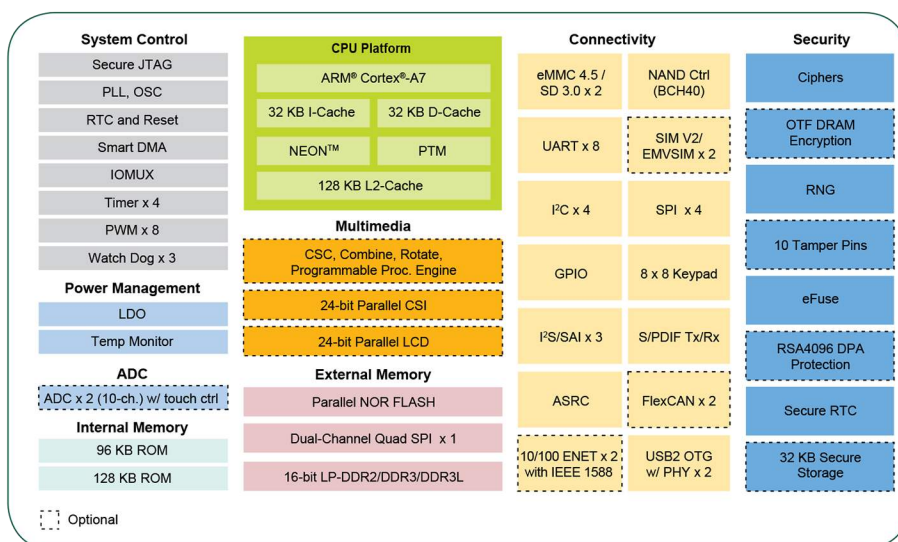 System Control
Secure JTAG
PLL, OSC
RTC and Reset
Smart DMA
IOMUX
Timer x 4
PWM x 8
Watch Dog x 3
Power Management
LDO
Temp Monitor
ADC
ADC x 2 (10-ch.) w/ touch ctrl
Internal Memory
96 KB ROM
128 KB ROM
Optional
CPU Platform
ARM® Cortex®-A7
32 KB I-Cache
32 KB D-Cache
NEON™
PTM
128 KB L2-Cache
Multimedia
CSC, Combine, Rotate,
Programmable Proc. Engine
24-bit Parallel CSI
24-bit Parallel LCD
External Memory
Parallel NOR FLASH
Dual-Channel Quad SPI x 1
16-bit LP-DDR2/DDR3/DDR3L
Connectivity
eMMC 4.5 /
SD 3.0 x 2
NAND Ctrl
(BCH40)
UART x 8
SIM V2/
EMVSIM x 2
I²C x 4
SPI x 4
GPIO
8 x 8 Keypad
I²S/SAI x 3
S/PDIF Tx/Rx
ASRC
FlexCAN x 2
10/100 ENET x 2
with IEEE 1588
USB2 OTG
w/ PHY x 2
Security
Ciphers
OTF DRAM
Encryption
RNG
10 Tamper Pins
eFuse
RSA4096 DPA
Protection
Secure RTC
32 KB Secure
Storage